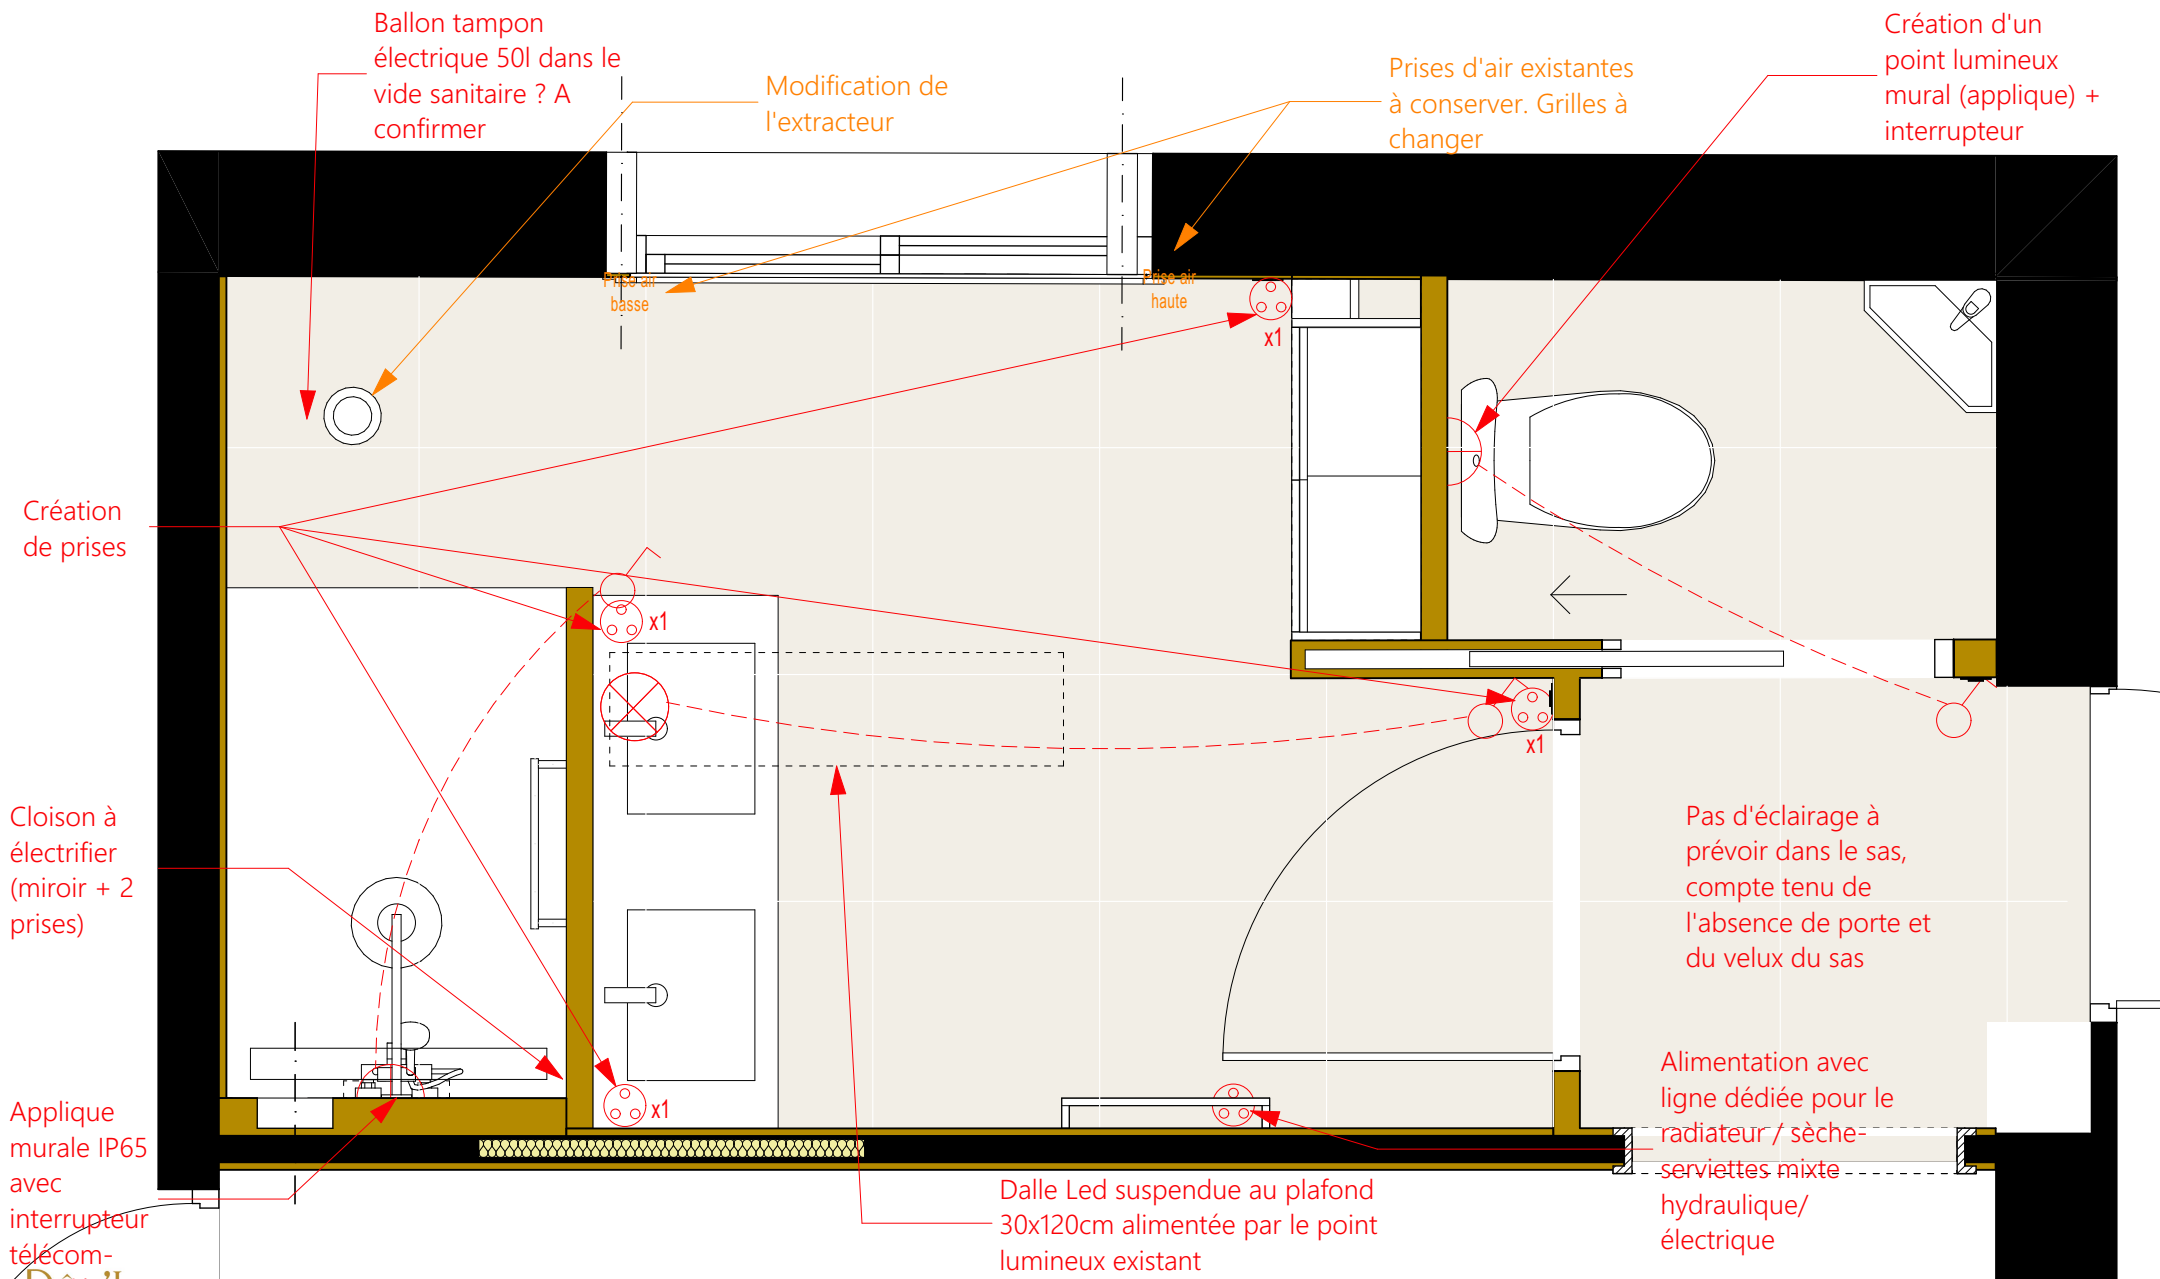 Ballon tampon
électrique 50l dans le
vide sanitaire ? A
confirmer
Modification de
l'extracteur
Prises d'air existantes
à conserver. Grilles à
changer
Création d'un
point lumineux
mural (applique) +
interrupteur
Prise air
basse
Prise air
haute
x1
Création
de prises
x1
x1
Cloison à
électrifier
(miroir + 2
prises)
Pas d'éclairage à
prévoir dans le sas,
compte tenu de
l'absence de porte et
du velux du sas
Applique
murale IP65
avec
interrupteur
télécom-
x1
Alimentation avec
ligne dédiée pour le
radiateur / sèche-
serviettes mixte
hydraulique/
électrique
Dalle Led suspendue au plafond
30x120cm alimentée par le point
lumineux existant